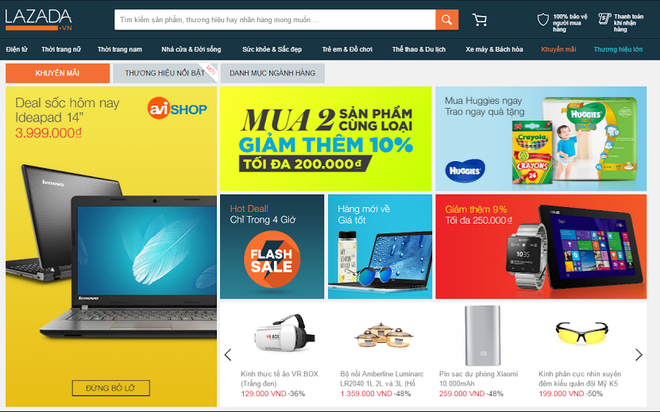 LAZADA
.VN
Tìm kiếm sản phẩm, thương hiệu hay nhãn hàng mong muốn ...
100% bảo vệ
người mua
hàng
Thanh toán
khi nhận
hàng
Điện tử Thời trang nữ Thời trang nam Nhà cửa & Đời sống Sức khỏe & Sắc đẹp Trẻ em & Đồ chơi Thể thao & Du lịch Xe máy & Bách hóa Khuyến mãi Thương hiệu lớn
KHUYẾN MÃI THƯƠNG HIỆU NỔI BẬT MỚI DANH MỤC NGÀNH HÀNG
Deal sốc hôm nay
Ideapad 14"
3.999.000₫
avi SHOP
lenovo
lenovo
ĐỪNG BỎ LỠ
MUA 2 SẢN PHẨM
CÙNG LOẠI
GIẢM THÊM 10%
TỐI ĐA 200.000₫
Mua Huggies ngay
Trao ngay quà tặng
HUGGIES
Crayola
CRAYONS
24
HUGGIES
Hot Deal!
Chỉ Trong 4 Giờ
FLASH
SALE
Hàng mới về
Giá tốt
Giảm thêm 9%
Tối đa 250.000₫
VR BOX
Kính thực tế ảo VR BOX
(Trắng đen)
129.000 VND -36%
Bộ nồi Amberline Luminarc
LR2040 1L 2L và 3L (Hổ
1.359.000 VND -48%
Pin sạc dự phòng Xiaomi
10.000mAh
259.000 VND -48%
Kính phân cực nhìn xuyên
đêm kiểu quân đội Mỹ K5
199.000 VND -50%